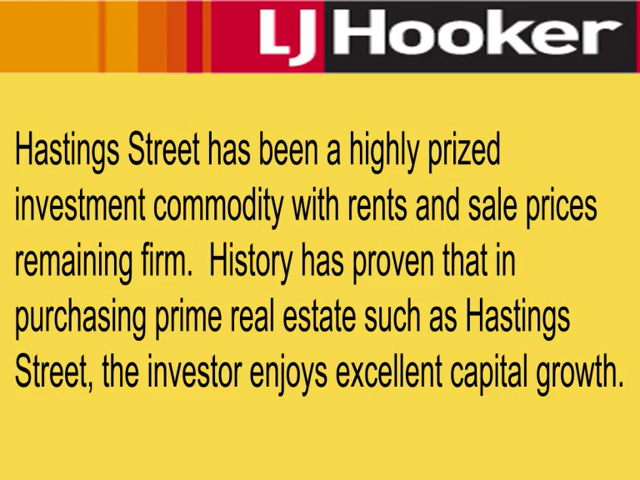 LJ Hooker
Hastings Street has been a highly prized
investment commodity with rents and sale prices
remaining firm.  History has proven that in
purchasing prime real estate such as Hastings
Street, the investor enjoys excellent capital growth.